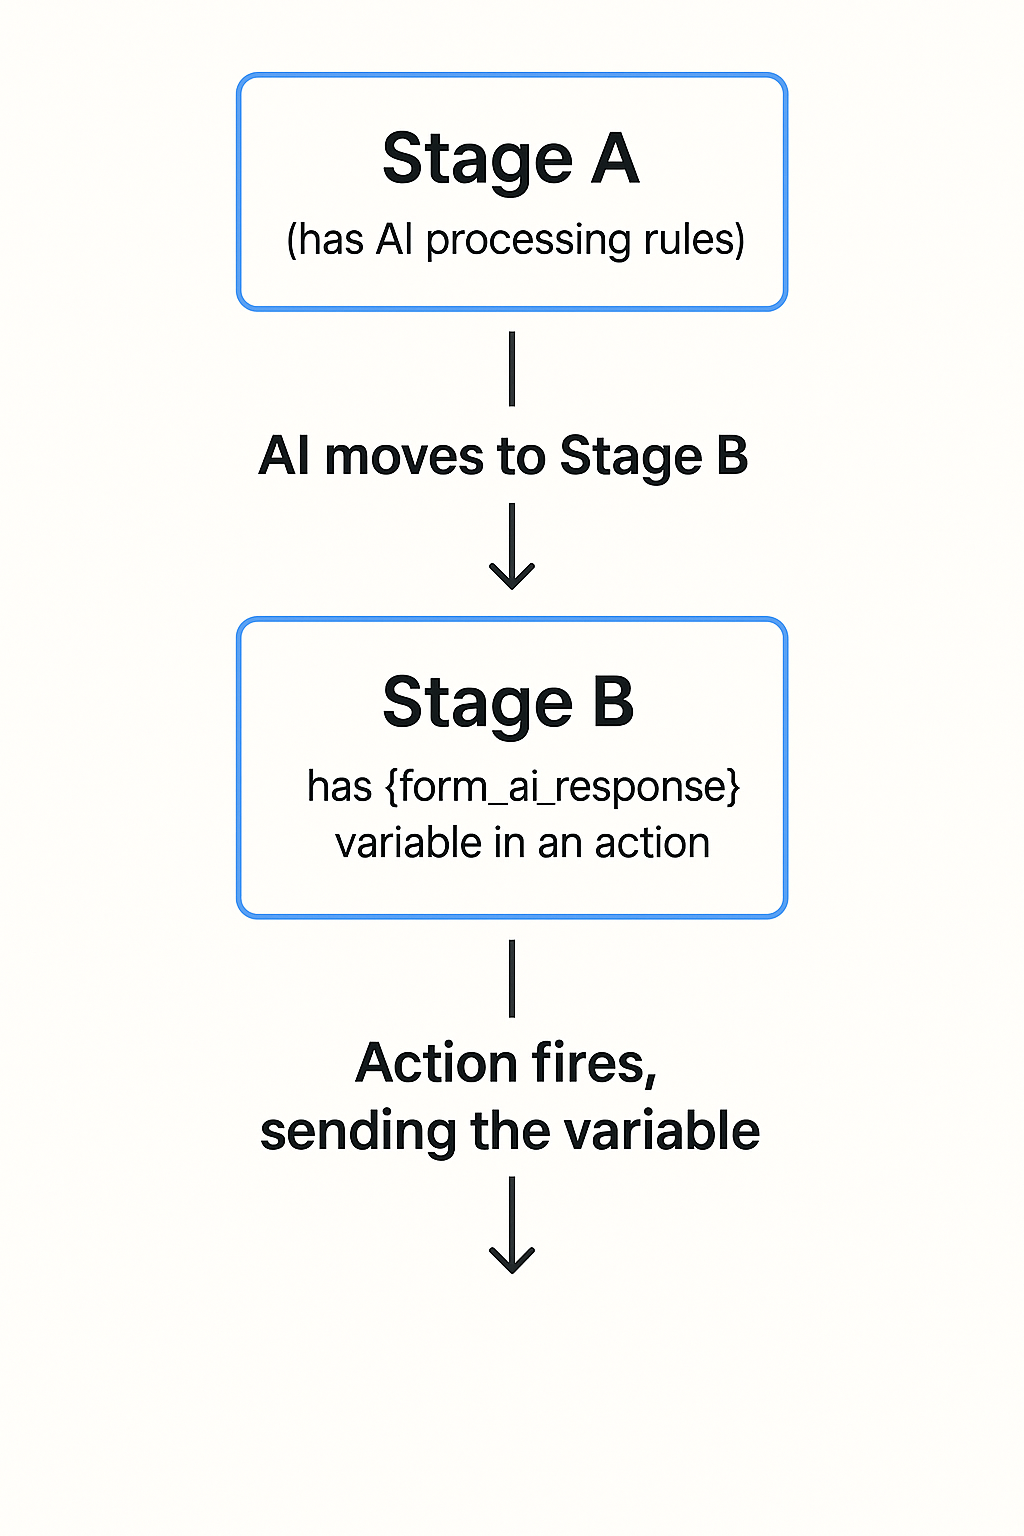 Stage A
(has AI processing rules)
AI moves to Stage B
Stage B
has {form_ai_response}
variable in an action
Action fires,
sending the variable